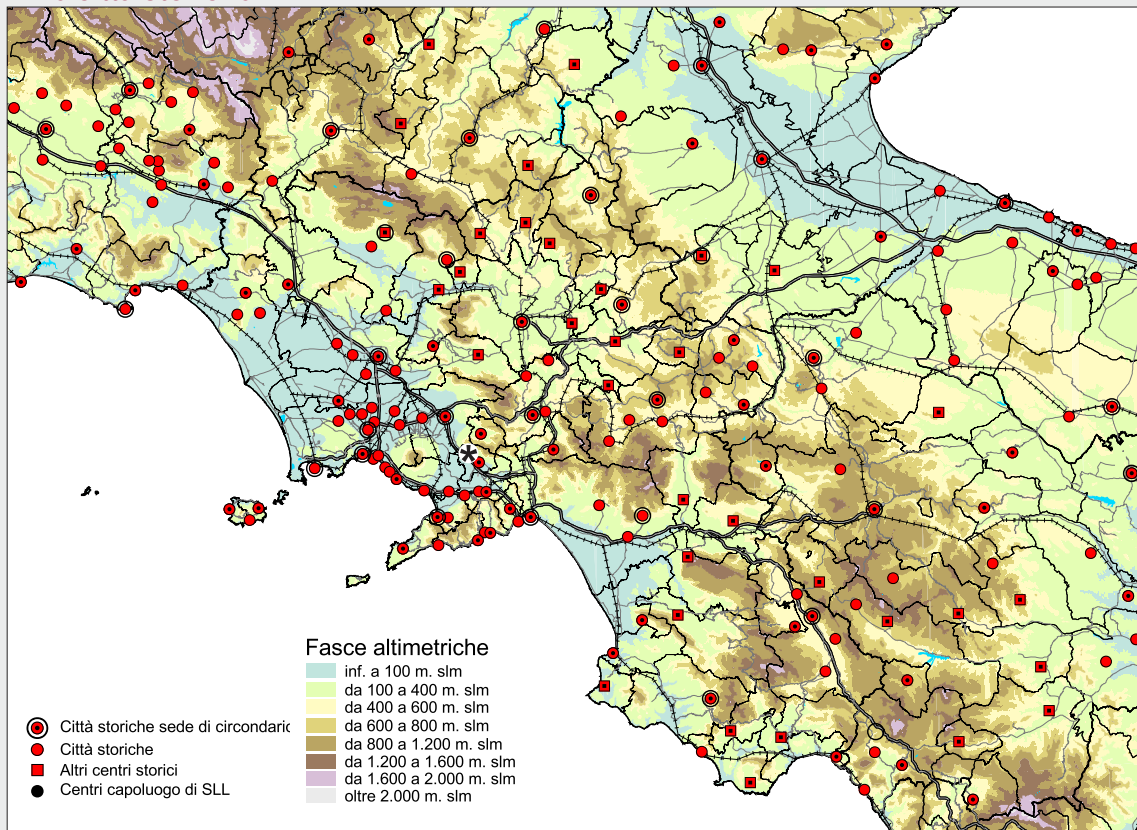 Fasce altimetriche
inf. a 100 m. slm
da 100 a 400 m. slm
da 400 a 600 m. slm
da 600 a 800 m. slm
da 800 a 1.200 m. slm
da 1.200 a 1.600 m. slm
da 1.600 a 2.000 m. slm
oltre 2.000 m. slm
Città storiche sede di circondaric
Città storiche
Altri centri storici
Centri capoluogo di SLL
*